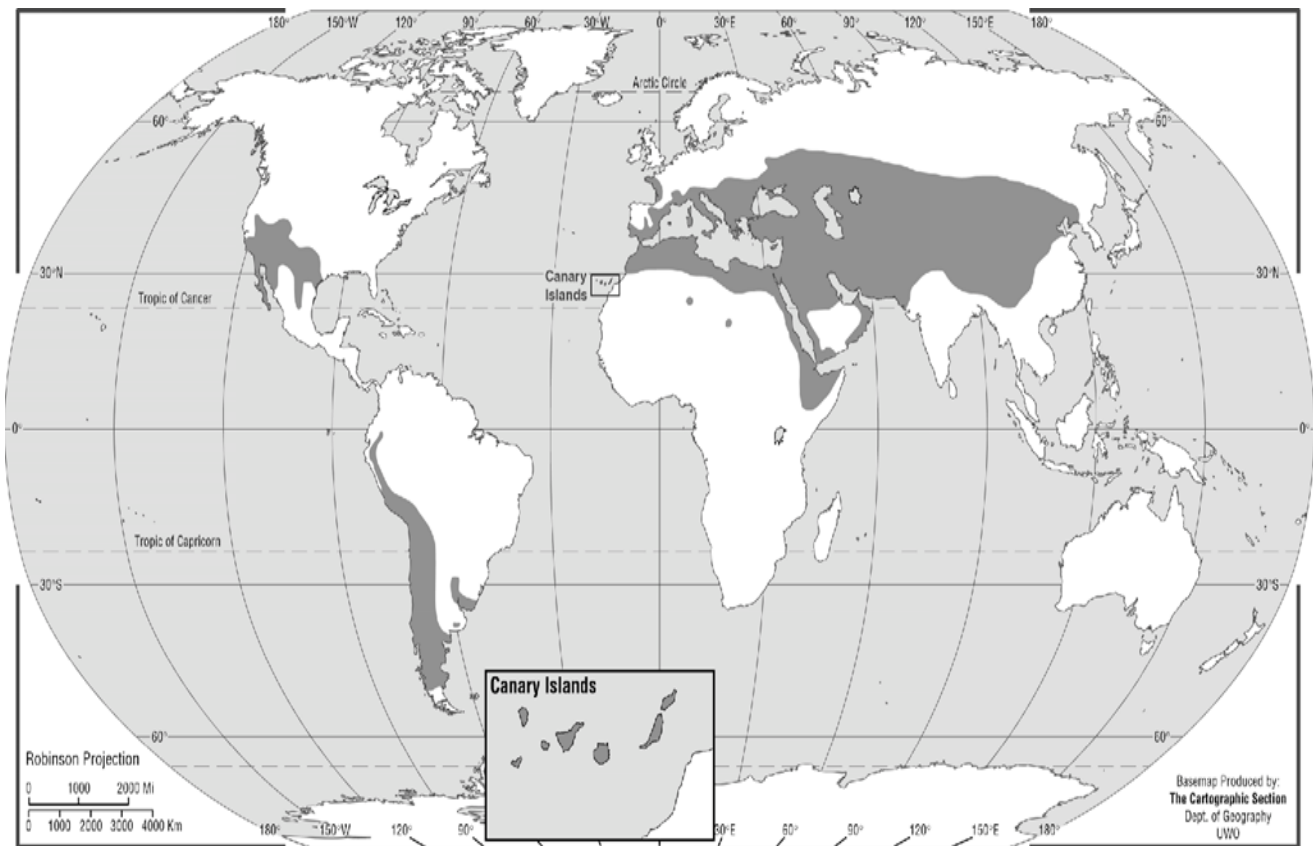 180° 150°W 120° 90° 60° 30°W 0° 30°E 60° 90° 120° 150°E 180°
Arctic Circle
60° 60°
30°N 30°N
Canary
Islands
Tropic of Cancer
0° 0°
Tropic of Capricorn
30°S 30°S
Canary Islands
60° 60°
Robinson Projection
0 1000 2000 Mi
0 1000 2000 3000 4000 Km
Basemap Produced by:
The Cartographic Section
Dept. of Geography
UWO
180° 150°W 120° 90° 30°E 60° 90° 120° 150°E 180°